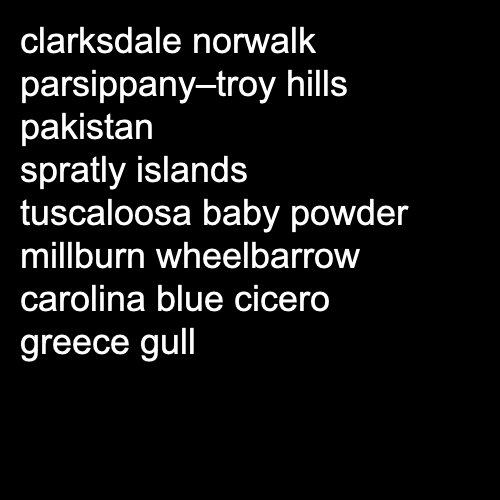 clarksdale norwalk
parsippany–troy hills
pakistan
spratly islands
tuscaloosa baby powder
millburn wheelbarrow
carolina blue cicero
greece gull